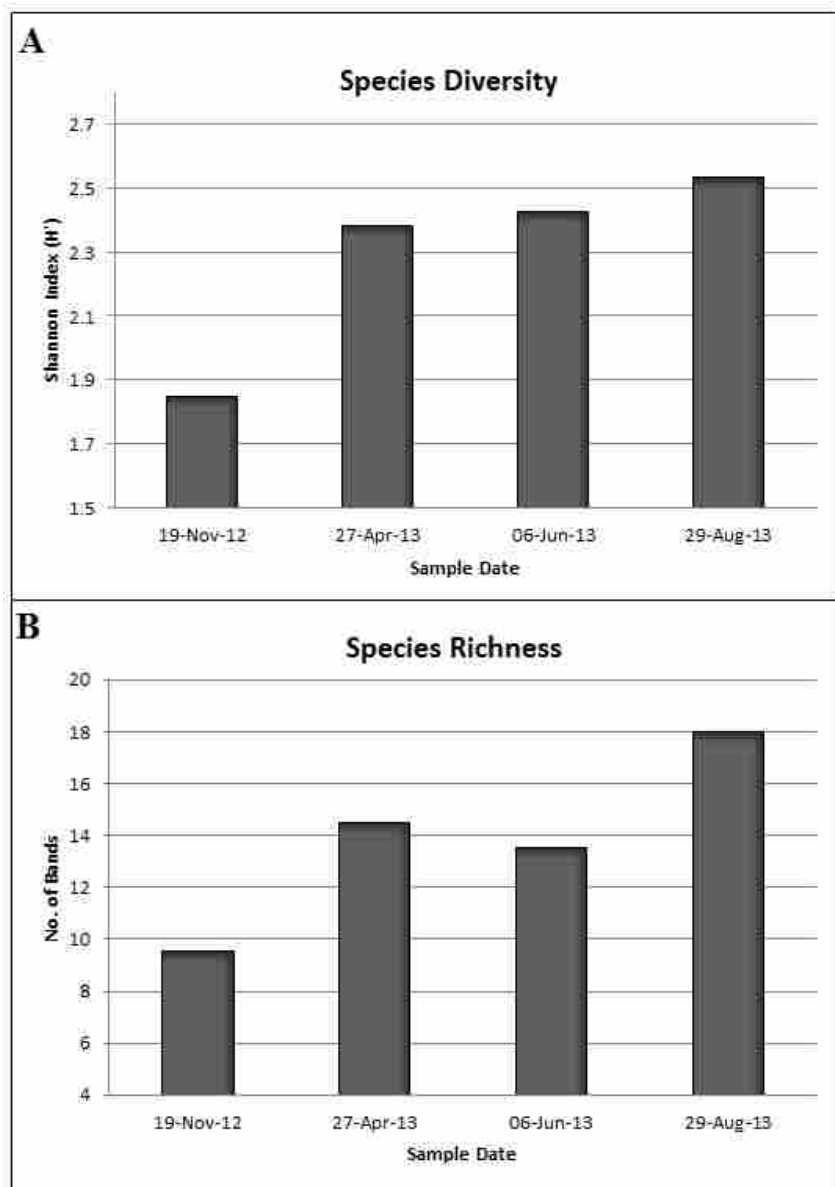 A
Species Diversity
2.7
2.5
2.3
2.1
1.9
1.7
1.5
Shannon Index (H')
19-Nov-12 27-Apr-13 06-Jun-13 29-Aug-13
Sample Date
B
Species Richness
20
18
16
14
12
10
8
6
4
No. of Bands
19-Nov-12 27-Apr-13 06-Jun-13 29-Aug-13
Sample Date